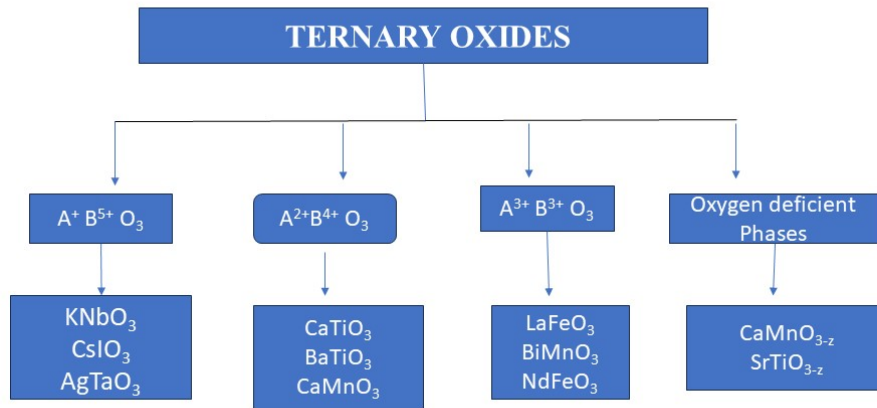 TERNARY OXIDES
A⁺ B⁵⁺ O₃
A²⁺B⁴⁺ O₃
A³⁺ B³⁺ O₃
Oxygen deficient
Phases
KNbO₃
CsIO₃
AgTaO₃
CaTiO₃
BaTiO₃
CaMnO₃
LaFeO₃
BiMnO₃
NdFeO₃
CaMnO₃₋z
SrTiO₃₋z